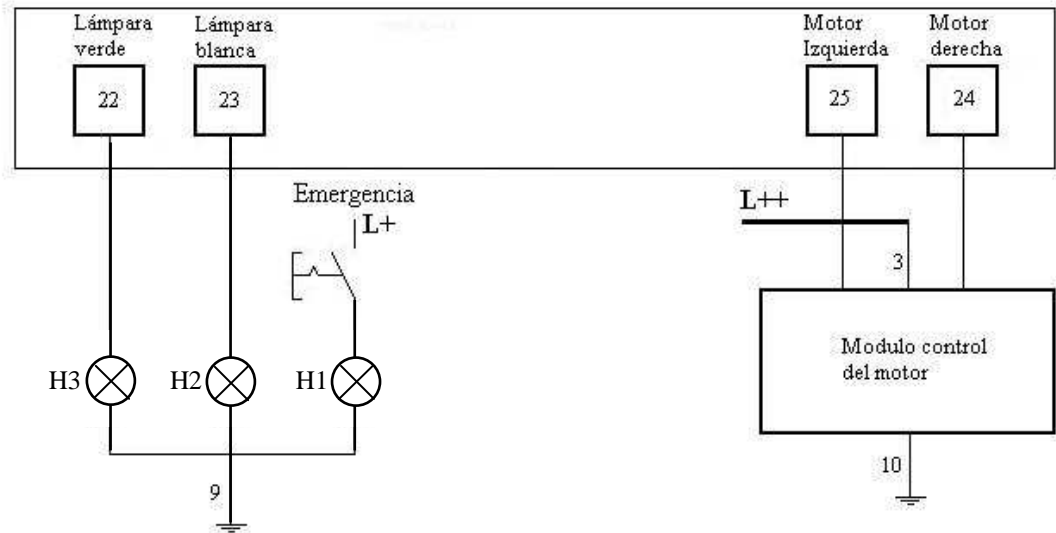 Lámpara
verde
Lámpara
blanca
Motor
Izquierda
Motor
derecha
22
23
25
24
Emergencia
L+
L++
3
H3
H2
H1
Modulo control
del motor
9
10